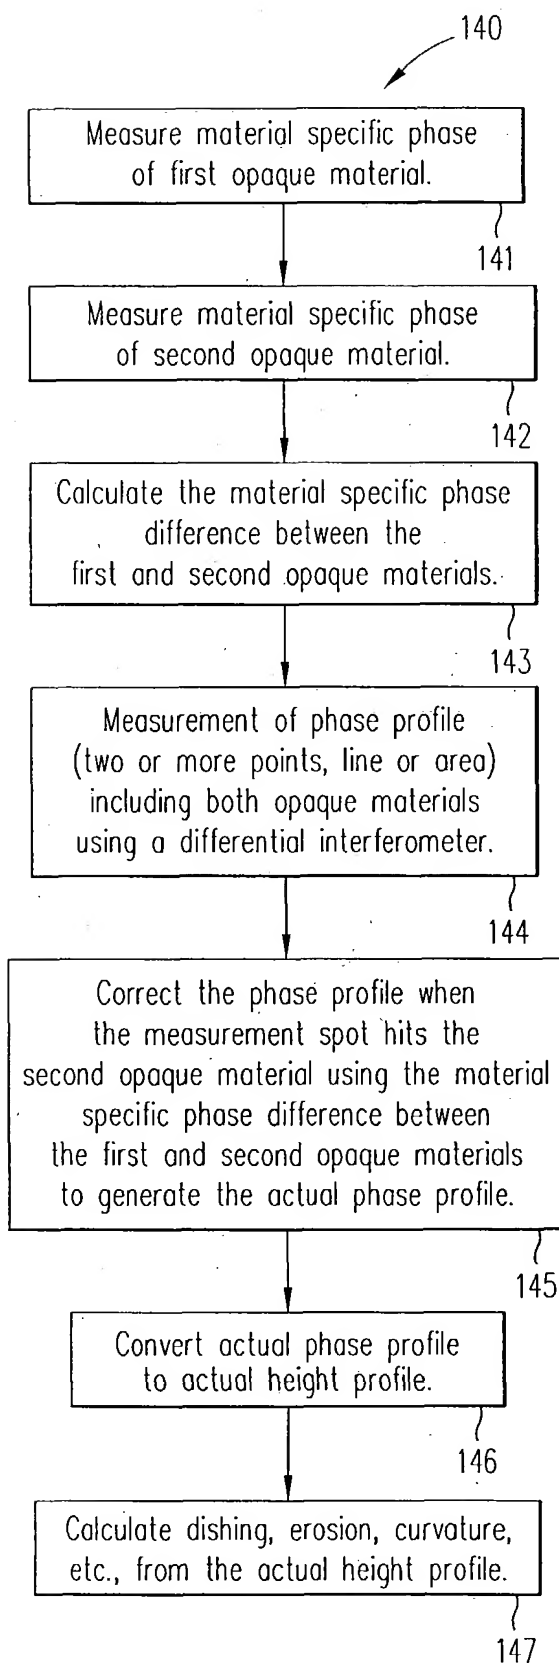 140
Measure material specific phase
of first opaque material.
141
Measure material specific phase
of second opaque material.
142
Calculate the material specific phase
difference between the
first and second opaque materials.
143
Measurement of phase profile
(two or more points, line or area)
including both opaque materials
using a differential interferometer.
144
Correct the phase profile when
the measurement spot hits the
second opaque material using the material
specific phase difference between
the first and second opaque materials
to generate the actual phase profile.
145
Convert actual phase profile
to actual height profile.
146
Calculate dishing, erosion, curvature,
etc., from the actual height profile.
147